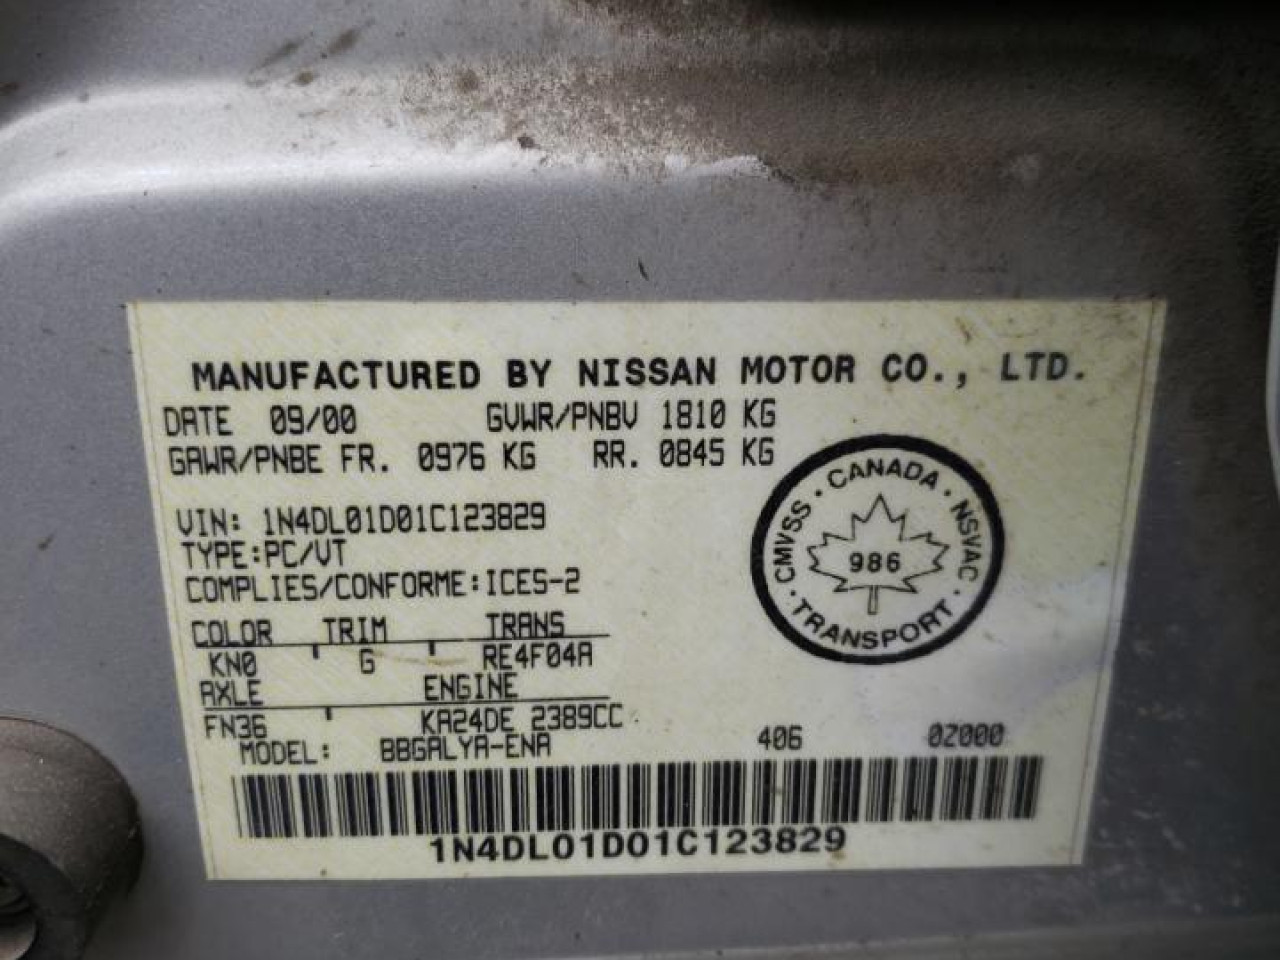 MANUFACTURED BY NISSAN MOTOR CO., LTD.
DATE 09/00 GVWR/PNBV 1810 KG
GAWR/PNBE FR. 0976 KG RR. 0845 KG
VIN: 1N4DL01D01C123829
TYPE:PC/VT
COMPLIES/CONFORME:ICES-2
COLOR TRIM TRANS
KN0 G RE4F04A
AXLE ENGINE
FN36 KA24DE 2389CC
MODEL: BBGALYA-ENA 406 02000
1N4DL01D01C123829
CMVSS · CANADA · NSVAC · TRANSPORT ·
986